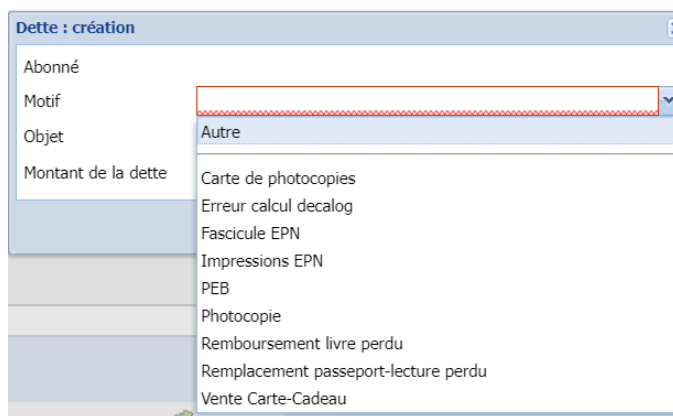 Dette : création
Abonné
Motif
Objet
Montant de la dette
Autre
Carte de photocopies
Erreur calcul decalog
Fascicule EPN
Impressions EPN
PEB
Photocopie
Remboursement livre perdu
Remplacement passeport-lecture perdu
Vente Carte-Cadeau